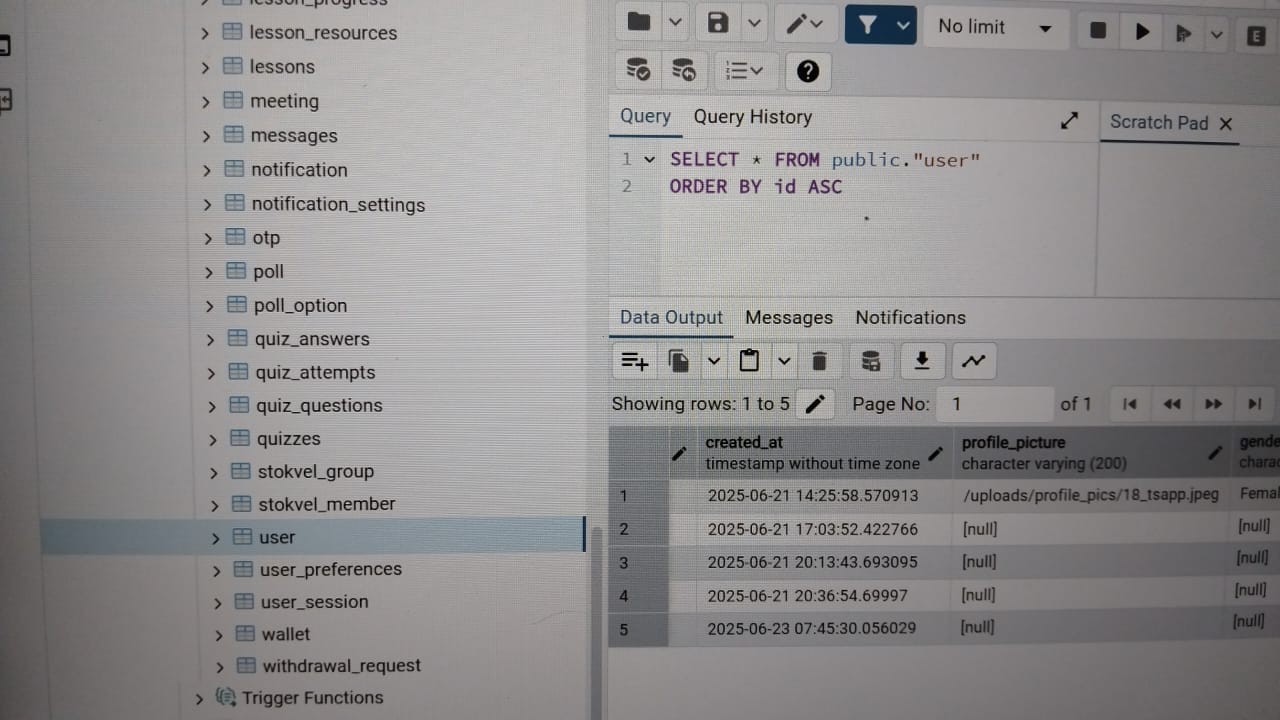 lesson_progress
lesson_resources
lessons
meeting
messages
notification
notification_settings
otp
poll
poll_option
quiz_answers
quiz_attempts
quiz_questions
quizzes
stokvel_group
stokvel_member
user
user_preferences
user_session
wallet
withdrawal_request
Trigger Functions
No limit
E
Query Query History
Scratch Pad
1 SELECT * FROM public."user"
2 ORDER BY id ASC
Data Output Messages Notifications
Showing rows: 1 to 5 Page No: 1 of 1
created_at profile_picture gende
timestamp without time zone character varying (200) charac
1 2025-06-21 14:25:58.570913 /uploads/profile_pics/18_tsapp.jpeg Femal
2 2025-06-21 17:03:52.422766 [null] [null]
3 2025-06-21 20:13:43.693095 [null] [null]
4 2025-06-21 20:36:54.69997 [null] [null]
5 2025-06-23 07:45:30.056029 [null] [null]